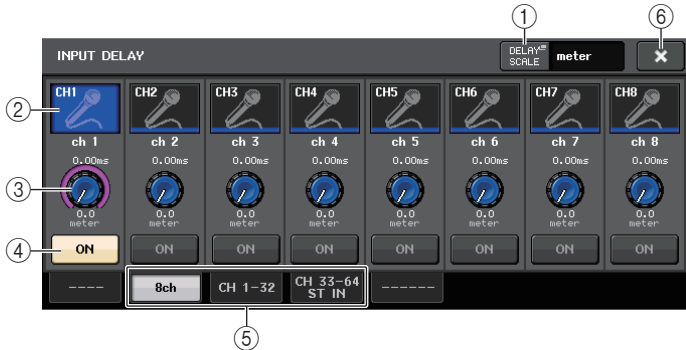 ① ⑥
INPUT DELAY
DELAY
SCALE
meter
×
②
CH1 CH2 CH3 CH4 CH5 CH6 CH7 CH8
ch 1 ch 2 ch 3 ch 4 ch 5 ch 6 ch 7 ch 8
0.00ms 0.00ms 0.00ms 0.00ms 0.00ms 0.00ms 0.00ms 0.00ms
③
0.0 0.0 0.0 0.0 0.0 0.0 0.0 0.0
meter meter meter meter meter meter meter meter
④
ON ON ON ON ON ON ON ON
---- 8ch CH 1-32 CH 33-64 ------
ST IN
⑤